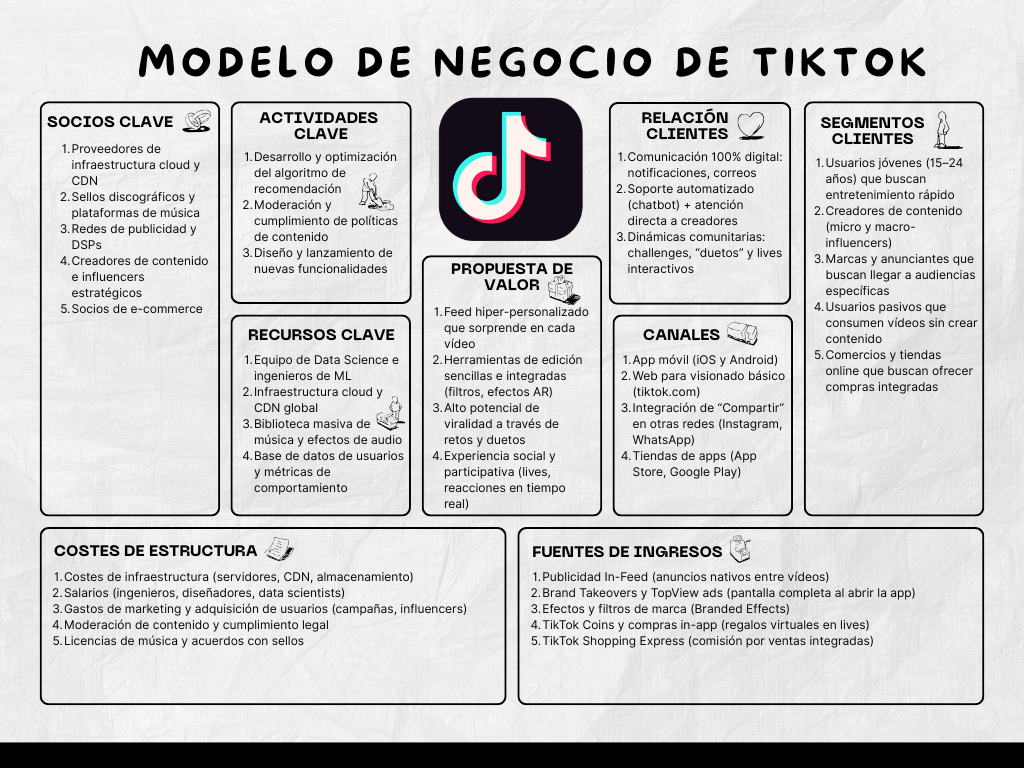 MODELO DE NEGOCIO DE TIKTOK
SOCIOS CLAVE
1.Proveedores de
infraestructura cloud y
CDN
2.Sellos discográficos y
plataformas de música
3.Redes de publicidad y
DSPs
4.Creadores de contenido
e influencers
estratégicos
5.Socios de e-commerce
ACTIVIDADES
CLAVE
1.Desarrollo y optimización
del algoritmo de
recomendación
2.Moderación y
cumplimiento de políticas
de contenido
3.Diseño y lanzamiento de
nuevas funcionalidades
RECURSOS CLAVE
1.Equipo de Data Science e
ingenieros de ML
2.Infraestructura cloud y
CDN global
3.Biblioteca masiva de
música y efectos de audio
4.Base de datos de usuarios
y métricas de
comportamiento
PROPUESTA DE
VALOR
1.Feed hiper-personalizado
que sorprende en cada
vídeo
2.Herramientas de edición
sencillas e integradas
(filtros, efectos AR)
3.Alto potencial de
viralidad a través de
retos y duetos
4.Experiencia social y
participativa (lives,
reacciones en tiempo
real)
RELACIÓN
CLIENTES
1.Comunicación 100% digital:
notificaciones, correos
2.Soporte automatizado
(chatbot) + atención
directa a creadores
3.Dinámicas comunitarias:
challenges, “duetos” y lives
interactivos
CANALES
1.App móvil (iOS y Android)
2.Web para visionado básico
(tiktok.com)
3.Integración de “Compartir”
en otras redes (Instagram,
WhatsApp)
4.Tiendas de apps (App
Store, Google Play)
SEGMENTOS
CLIENTES
1.Usuarios jóvenes (15–24
años) que buscan
entretenimiento rápido
2.Creadores de contenido
(micro y macro-
influencers)
3.Marcas y anunciantes que
buscan llegar a audiencias
específicas
4.Usuarios pasivos que
consumen vídeos sin crear
contenido
5.Comercios y tiendas
online que buscan ofrecer
compras integradas
COSTES DE ESTRUCTURA
1.Costes de infraestructura (servidores, CDN, almacenamiento)
2.Salarios (ingenieros, diseñadores, data scientists)
3.Gastos de marketing y adquisición de usuarios (campañas, influencers)
4.Moderación de contenido y cumplimiento legal
5.Licencias de música y acuerdos con sellos
FUENTES DE INGRESOS
1.Publicidad In-Feed (anuncios nativos entre vídeos)
2.Brand Takeovers y TopView ads (pantalla completa al abrir la app)
3.Efectos y filtros de marca (Branded Effects)
4.TikTok Coins y compras in-app (regalos virtuales en lives)
5.TikTok Shopping Express (comisión por ventas integradas)